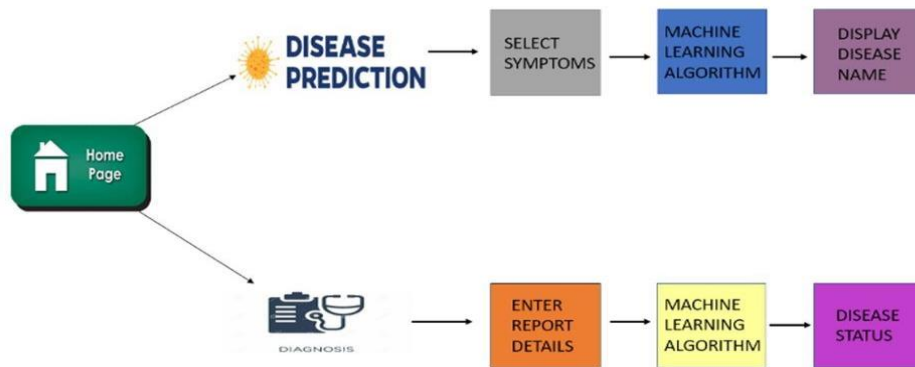 DISEASE
PREDICTION
SELECT
SYMPTOMS
MACHINE
LEARNING
ALGORITHM
DISPLAY
DISEASE
NAME
Home
Page
DIAGNOSIS
ENTER
REPORT
DETAILS
MACHINE
LEARNING
ALGORITHM
DISEASE
STATUS